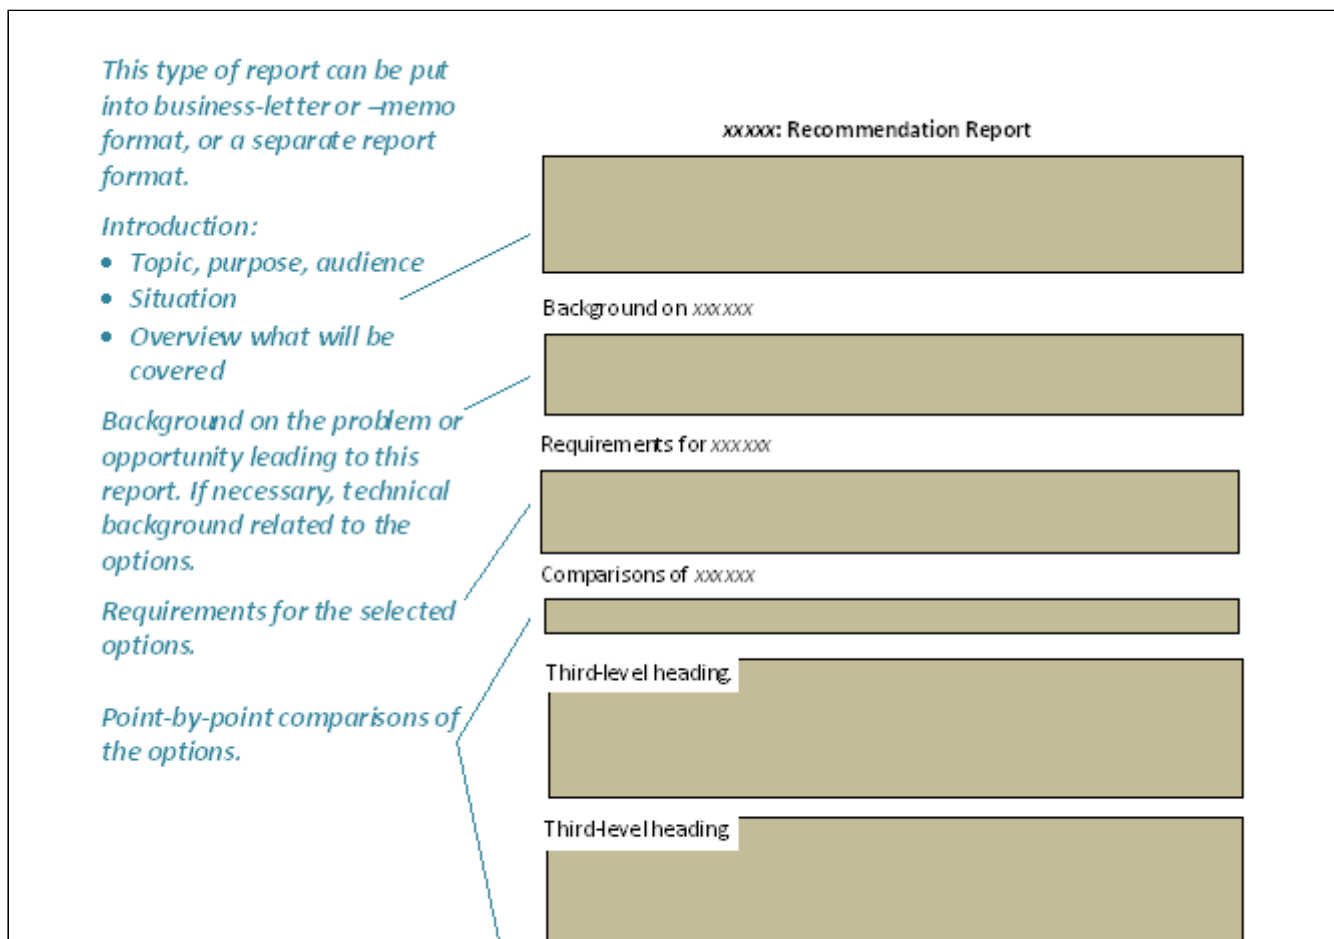 This type of report can be put
into business-letter or –memo
format, or a separate report
format.
Introduction:
• Topic, purpose, audience
• Situation
• Overview what will be
covered
Background on the problem or
opportunity leading to this
report. If necessary, technical
background related to the
options.
Requirements for the selected
options.
Point-by-point comparisons of
the options.
xxxxx: Recommendation Report
Background on xxxxxx
Requirements for xxxxxx
Comparisons of xxxxxx
Third-level heading.
Third-level heading